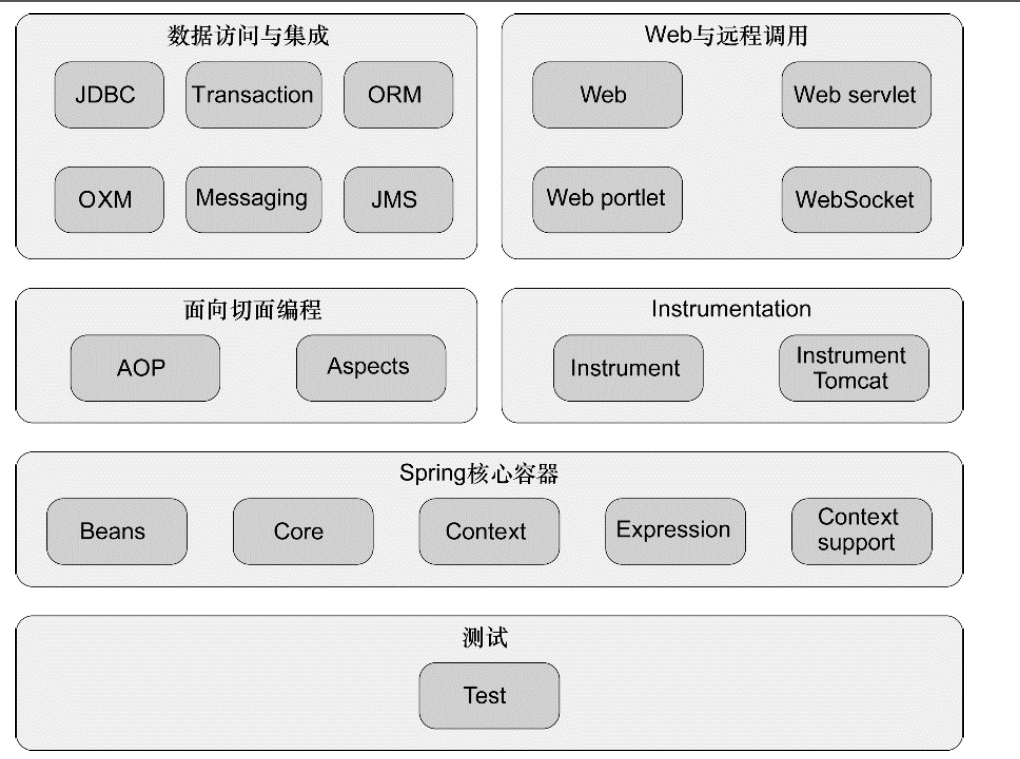 数据访问与集成
JDBC
Transaction
ORM
OXM
Messaging
JMS
Web与远程调用
Web
Web servlet
Web portlet
WebSocket
面向切面编程
AOP
Aspects
Instrumentation
Instrument
Instrument
Tomcat
Spring核心容器
Beans
Core
Context
Expression
Context
support
测试
Test